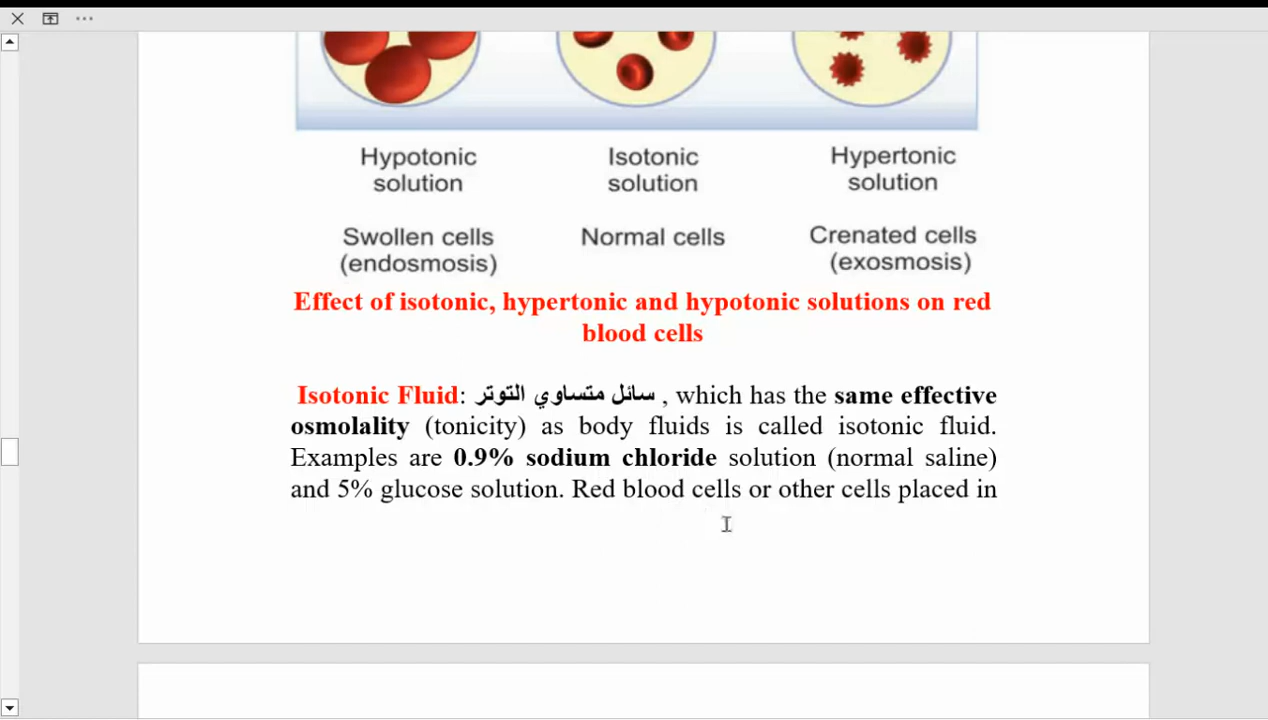 Hypotonic Isotonic Hypertonic
solution solution solution
Swollen cells Normal cells Crenated cells
(endosmosis) (exosmosis)
Effect of isotonic, hypertonic and hypotonic solutions on red
blood cells
Isotonic Fluid: سائل متساوي التوتر , which has the same effective
osmolality (tonicity) as body fluids is called isotonic fluid.
Examples are 0.9% sodium chloride solution (normal saline)
and 5% glucose solution. Red blood cells or other cells placed in